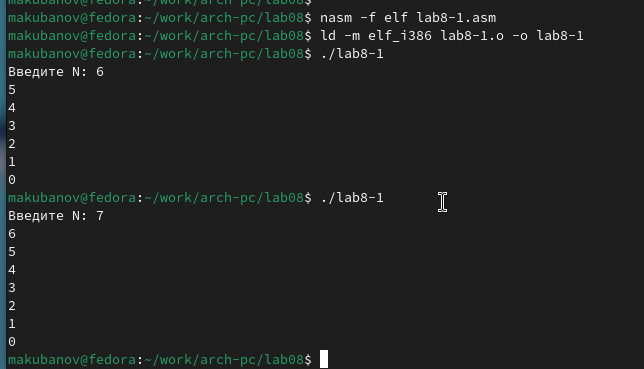 makubanov@fedora:~/work/arch-pc/lab08$ nasm -f elf lab8-1.asm
makubanov@fedora:~/work/arch-pc/lab08$ ld -m elf_i386 lab8-1.o -o lab8-1
makubanov@fedora:~/work/arch-pc/lab08$ ./lab8-1
Введите N: 6
5
4
3
2
1
0
makubanov@fedora:~/work/arch-pc/lab08$ ./lab8-1
Введите N: 7
6
5
4
3
2
1
0
makubanov@fedora:~/work/arch-pc/lab08$